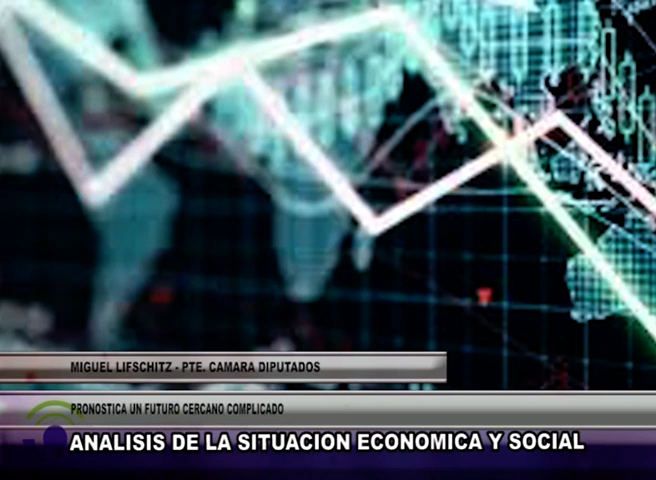 MIGUEL LIFSCHITZ - PTE. CAMARA DIPUTADOS
PRONOSTICA UN FUTURO CERCANO COMPLICADO
ANALISIS DE LA SITUACION ECONOMICA Y SOCIAL